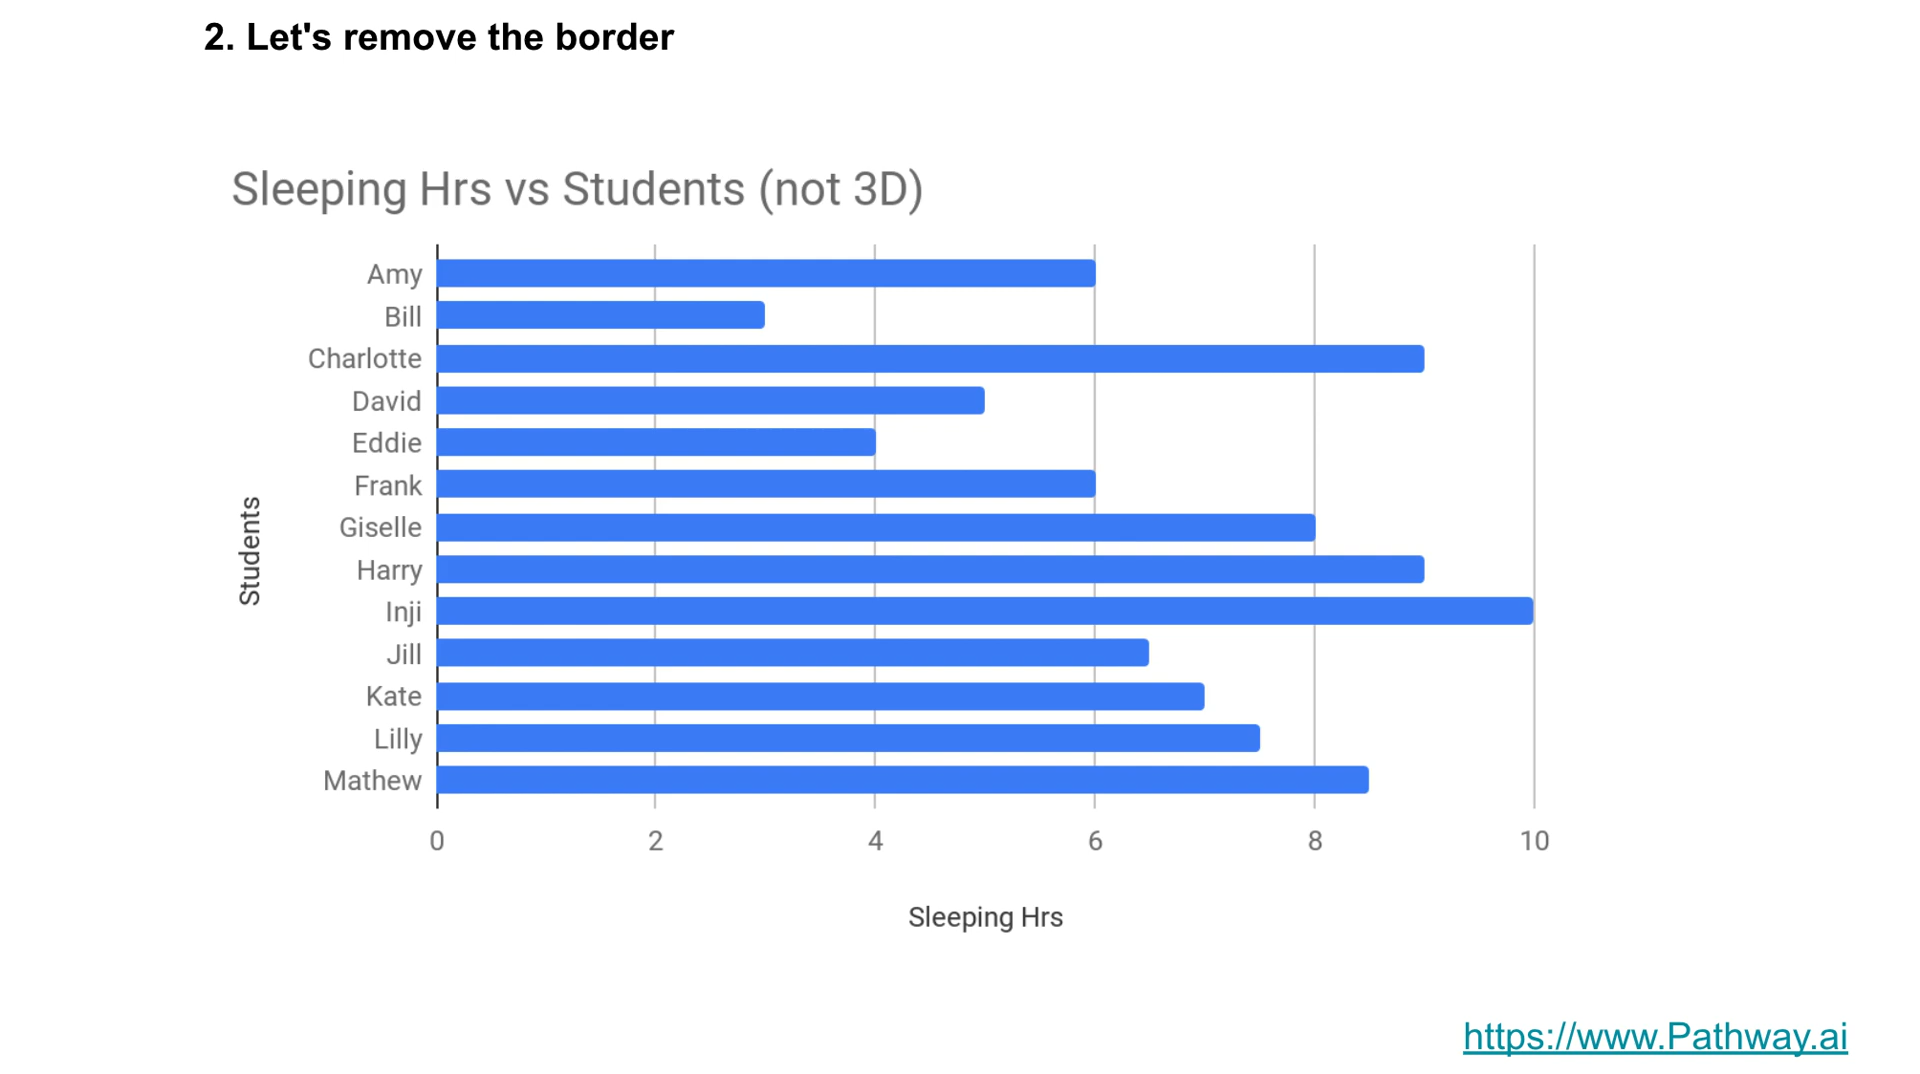 2. Let's remove the border
Sleeping Hrs vs Students (not 3D)
Students
Amy
Bill
Charlotte
David
Eddie
Frank
Giselle
Harry
Inji
Jill
Kate
Lilly
Mathew
0 2 4 6 8 10
Sleeping Hrs
https://www.Pathway.ai